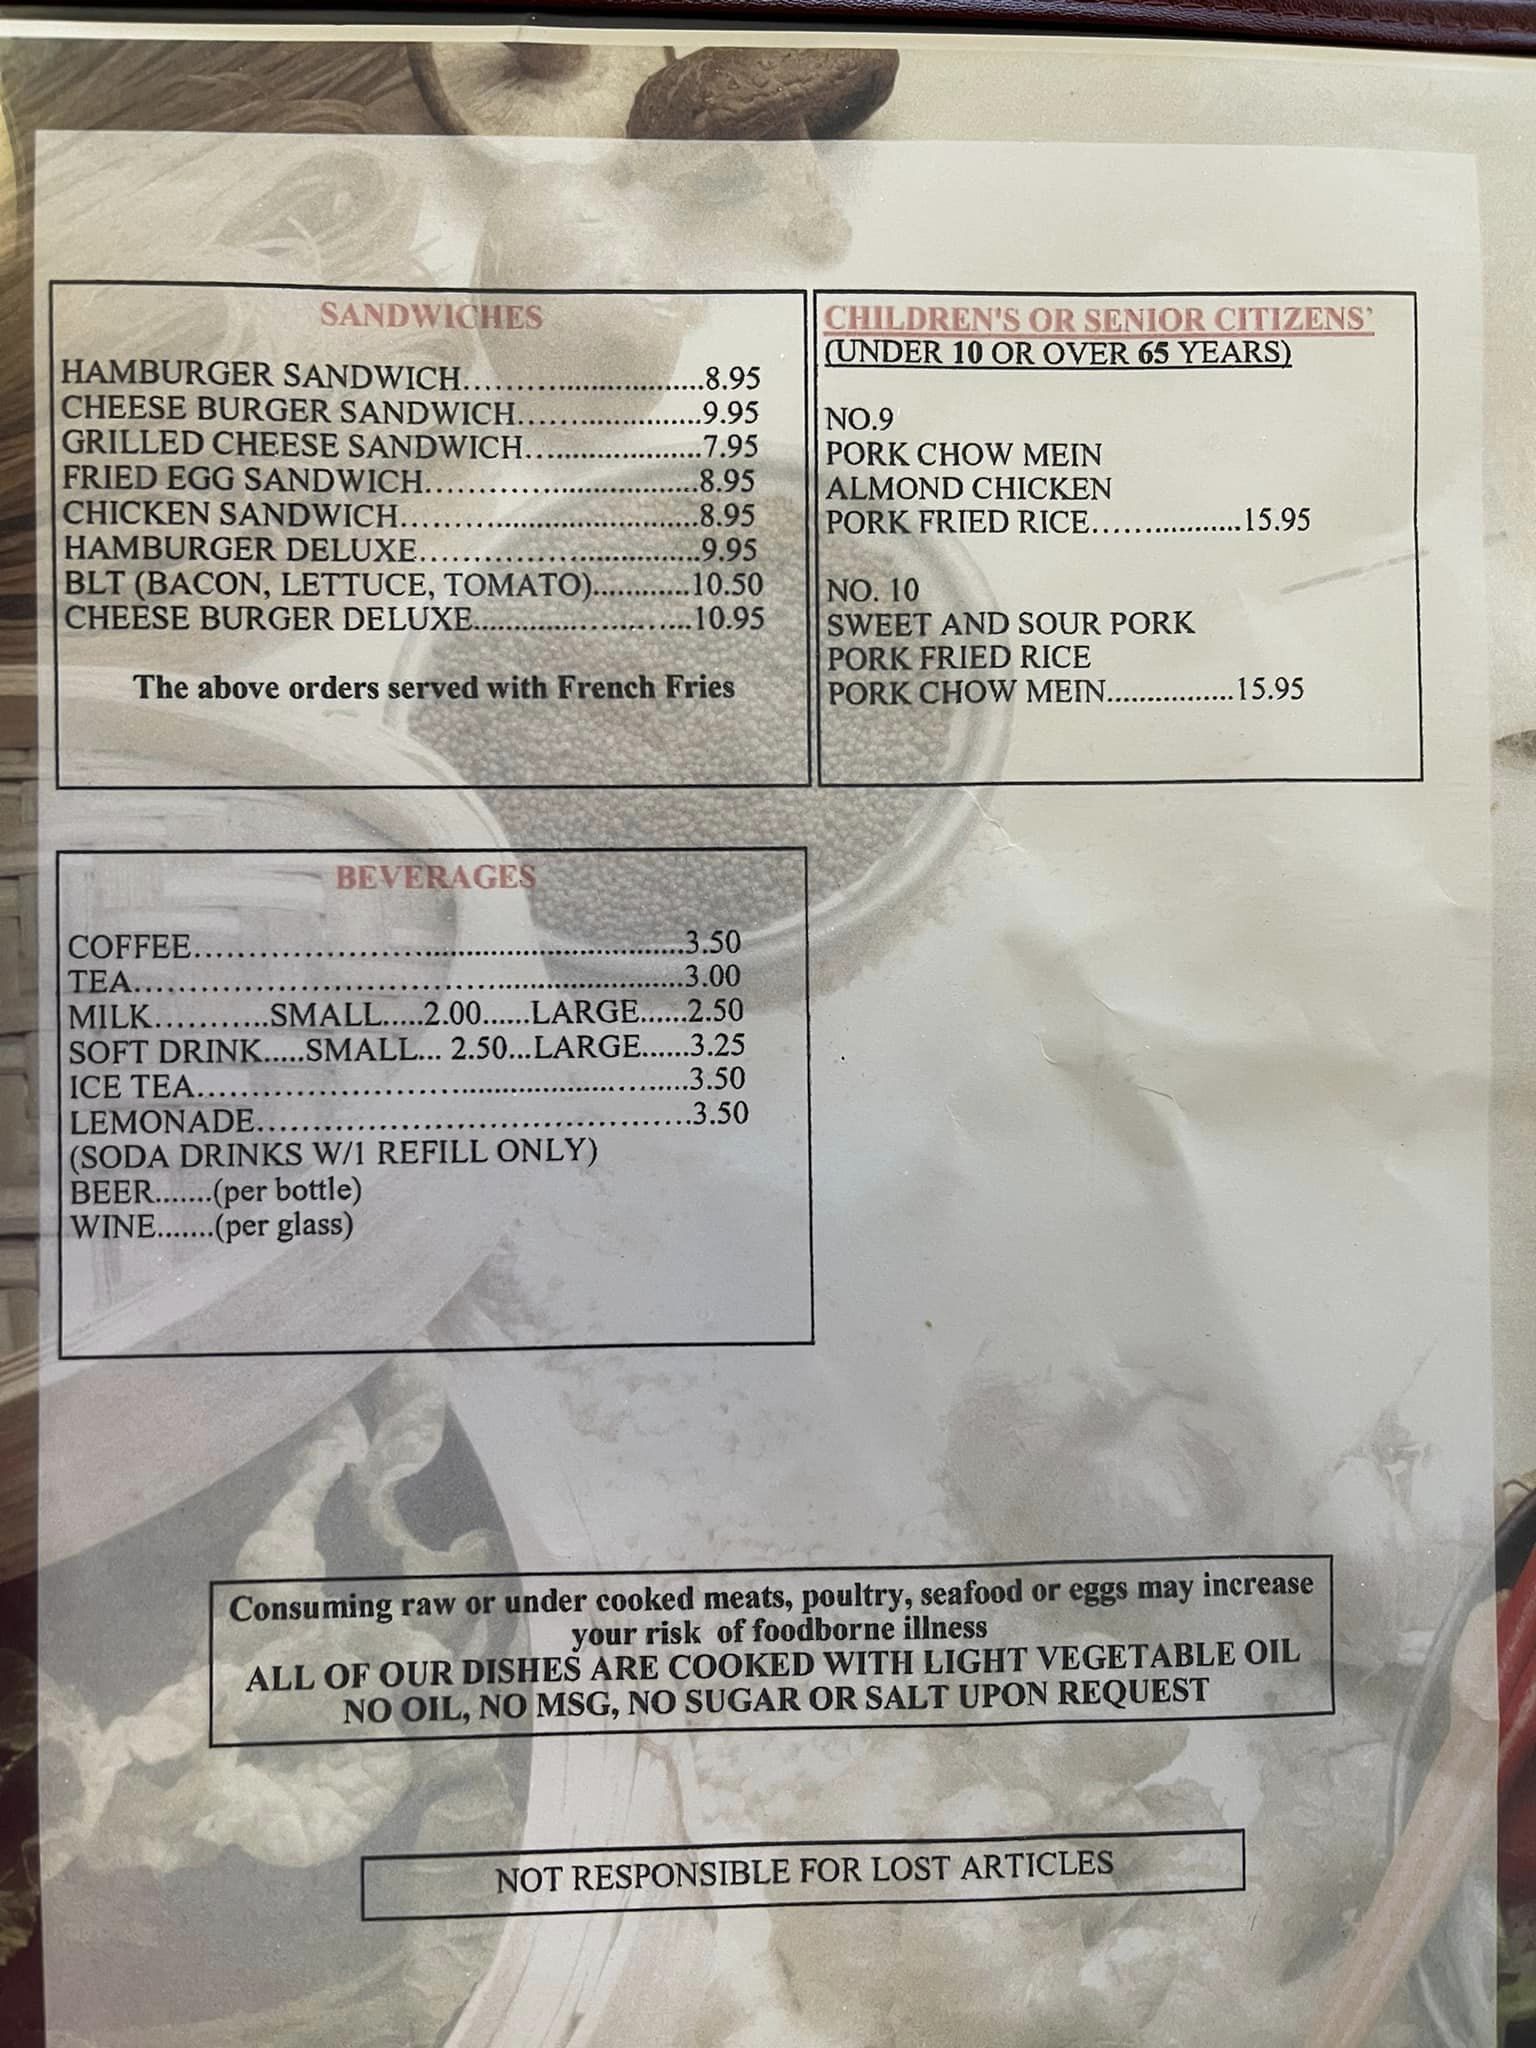 SANDWICHES
HAMBURGER SANDWICH..............................8.95
CHEESE BURGER SANDWICH.......................9.95
GRILLED CHEESE SANDWICH......................7.95
FRIED EGG SANDWICH..................................8.95
CHICKEN SANDWICH.....................................8.95
HAMBURGER DELUXE...................................9.95
BLT (BACON, LETTUCE, TOMATO)............10.50
CHEESE BURGER DELUXE...........................10.95
The above orders served with French Fries
CHILDREN'S OR SENIOR CITIZENS'
(UNDER 10 OR OVER 65 YEARS)
NO.9
PORK CHOW MEIN
ALMOND CHICKEN
PORK FRIED RICE..................15.95
NO. 10
SWEET AND SOUR PORK
PORK FRIED RICE
PORK CHOW MEIN................15.95
BEVERAGES
COFFEE.........................................................3.50
TEA................................................................3.00
MILK...........SMALL.....2.00......LARGE......2.50
SOFT DRINK.....SMALL... 2.50...LARGE......3.25
ICE TEA.........................................................3.50
LEMONADE.........................................3.50
(SODA DRINKS W/1 REFILL ONLY)
BEER.......(per bottle)
WINE.......(per glass)
Consuming raw or under cooked meats, poultry, seafood or eggs may increase
your risk of foodborne illness
ALL OF OUR DISHES ARE COOKED WITH LIGHT VEGETABLE OIL
NO OIL, NO MSG, NO SUGAR OR SALT UPON REQUEST
NOT RESPONSIBLE FOR LOST ARTICLES